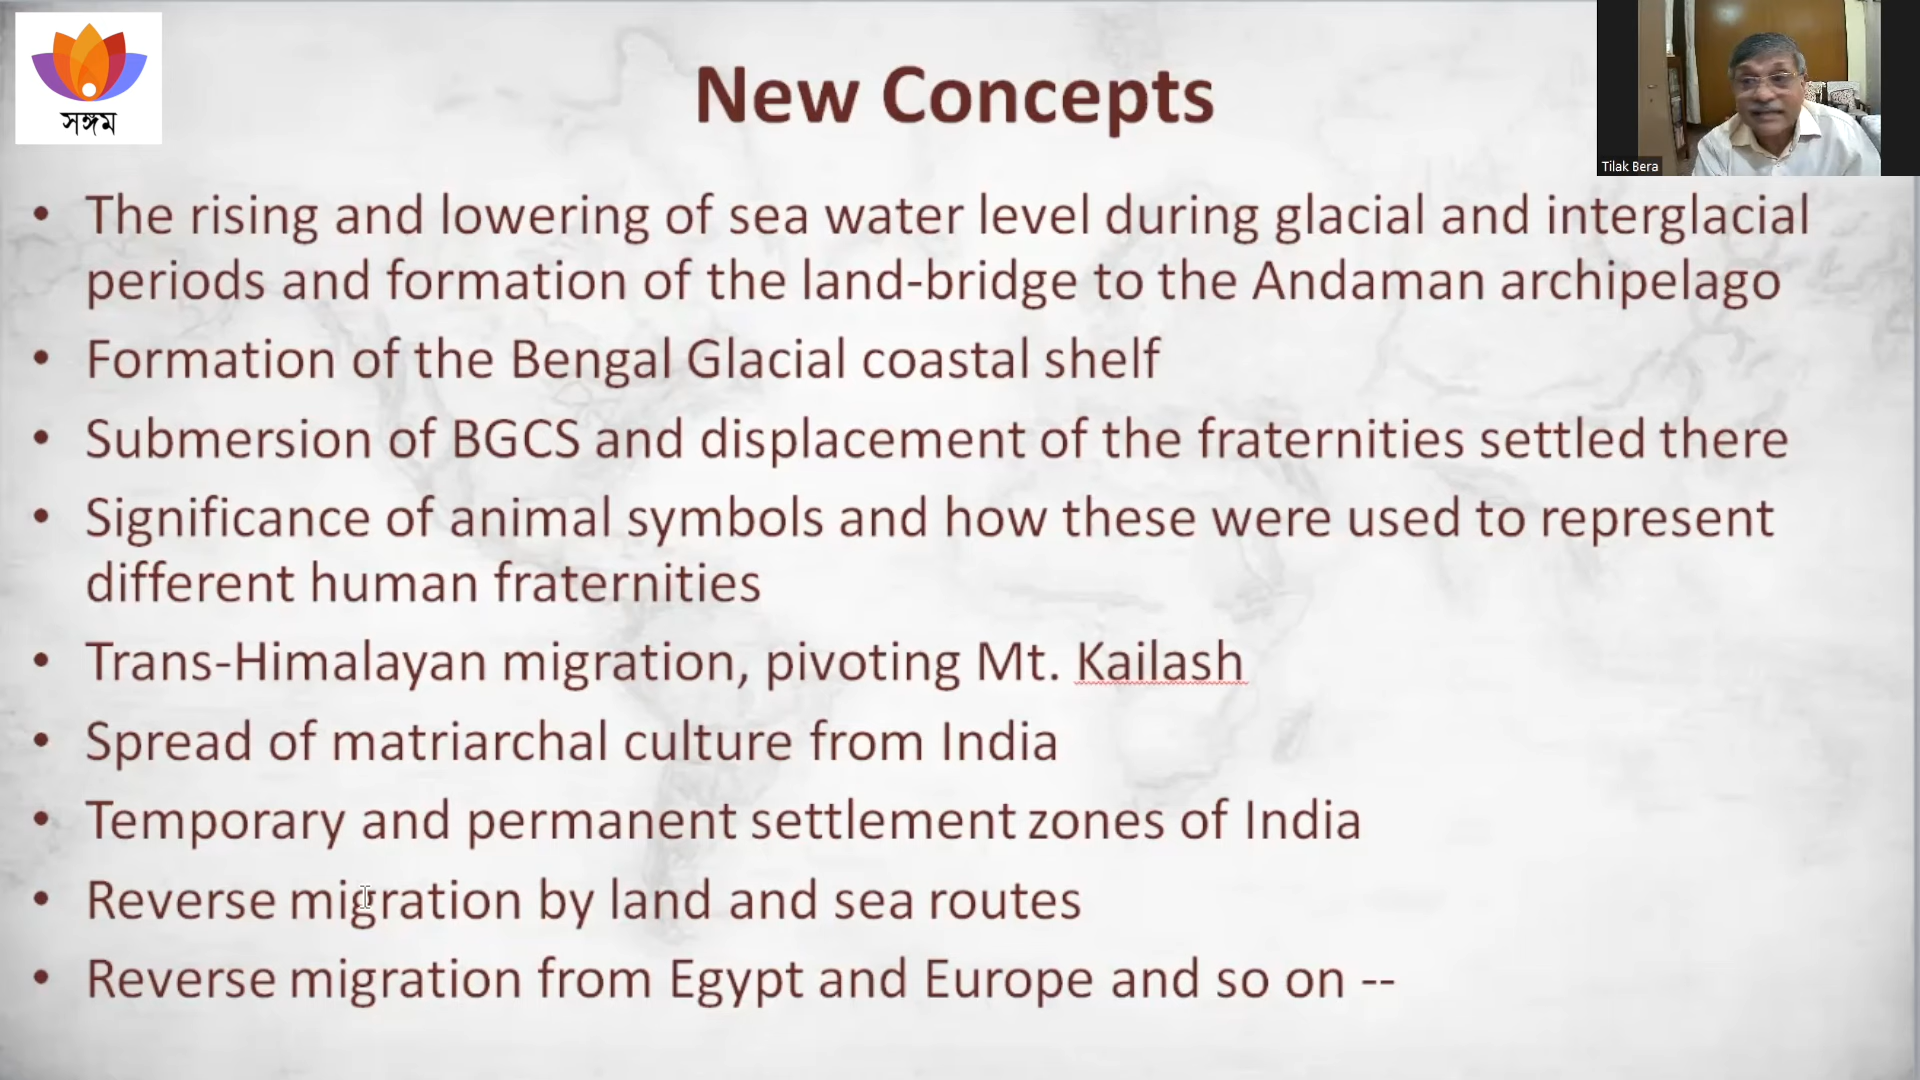 সঙ্গম
New Concepts
Tilak Bera
• The rising and lowering of sea water level during glacial and interglacial
periods and formation of the land-bridge to the Andaman archipelago
• Formation of the Bengal Glacial coastal shelf
• Submersion of BGCS and displacement of the fraternities settled there
• Significance of animal symbols and how these were used to represent
different human fraternities
• Trans-Himalayan migration, pivoting Mt. Kailash
• Spread of matriarchal culture from India
• Temporary and permanent settlement zones of India
• Reverse migration by land and sea routes
• Reverse migration from Egypt and Europe and so on --